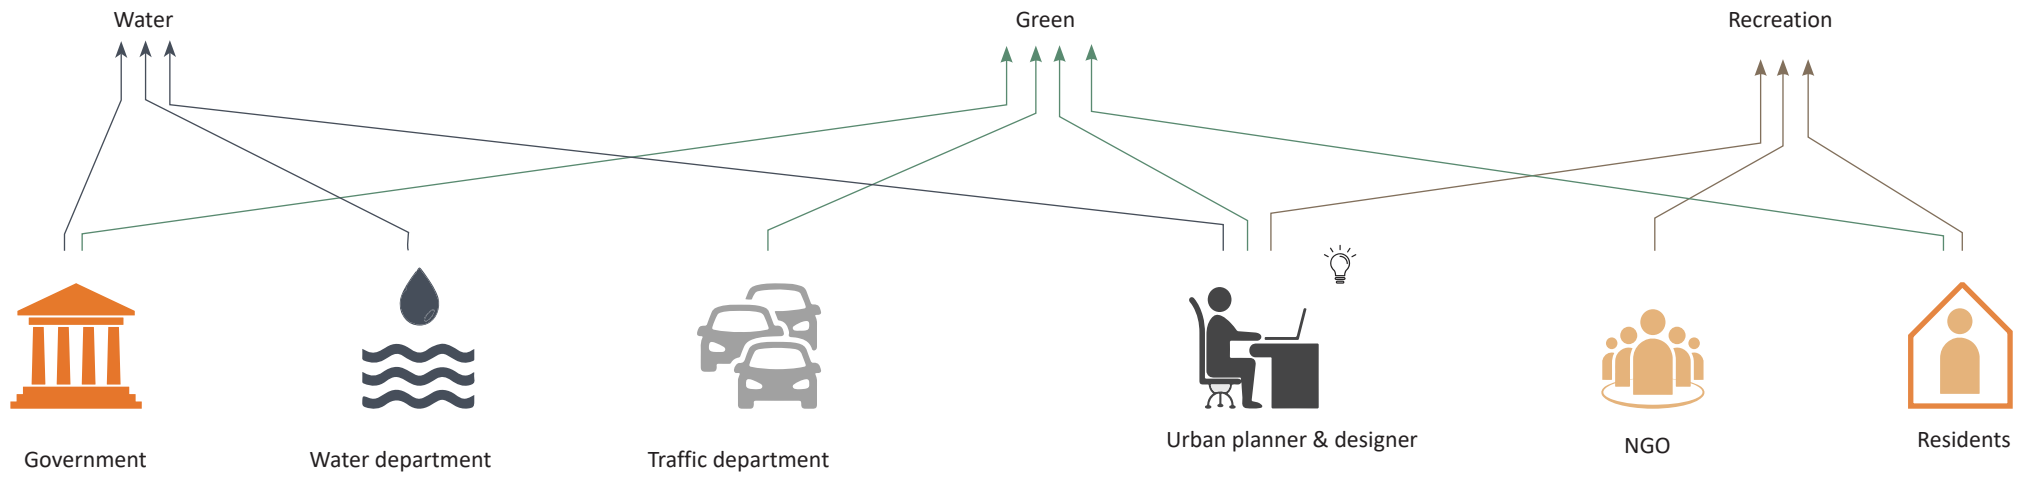 Water
Green
Recreation
Government
Water department
Traffic department
Urban planner & designer
NGO
Residents